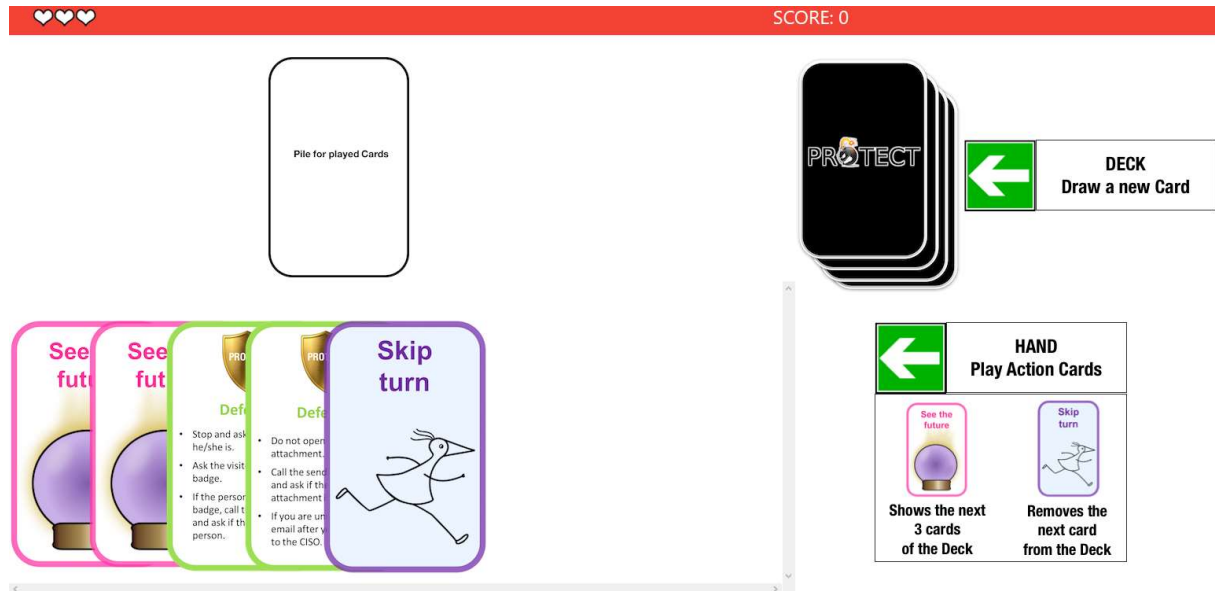 SCORE: 0
Pile for played Cards
PROTECT
DECK
Draw a new Card
See
See
Skip
turn
PRO
Stop and ask
he/she is.
Ask the visit
badge.
If the person
badge, call
and ask if
person.
Do not open
attachment.
Call the
and ask if
attachment
If you are
email after
to the CISO.
HAND
Play Action Cards
See the
future
Skip
turn
Shows the next
3 cards
of the Deck
Removes the
next card
from the Deck